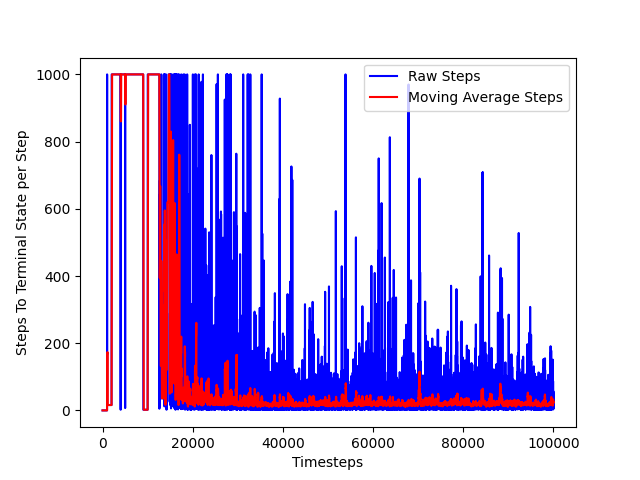 Raw Steps
Moving Average Steps
Steps To Terminal State per Step
1000
800
600
400
200
0
0 20000 40000 60000 80000 100000
Timesteps